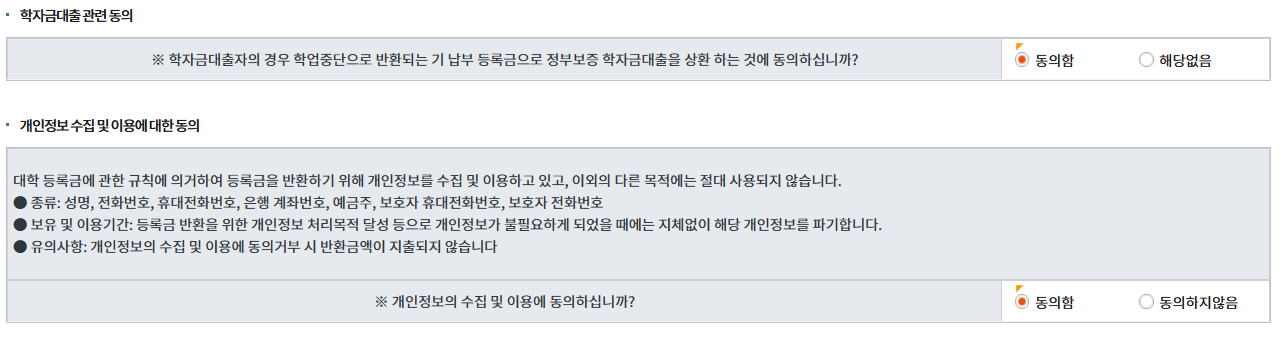 학자금대출 관련 동의
※ 학자금대출자의 경우 학업중단으로 반환되는 기 납부 등록금으로 정부보증 학자금대출을 상환 하는 것에 동의하십니까? 동의함 해당없음
개인정보 수집 및 이용에 대한 동의
대학 등록금에 관한 규칙에 의거하여 등록금을 반환하기 위해 개인정보를 수집 및 이용하고 있고, 이외의 다른 목적에는 절대 사용되지 않습니다.
● 종류: 성명, 전화번호, 휴대전화번호, 은행 계좌번호, 예금주, 보호자 휴대전화번호, 보호자 전화번호
● 보유 및 이용기간: 등록금 반환을 위한 개인정보 처리목적 달성 등으로 개인정보가 불필요하게 되었을 때에는 지체없이 해당 개인정보를 파기합니다.
● 유의사항: 개인정보의 수집 및 이용에 동의거부 시 반환금액이 지출되지 않습니다
※ 개인정보의 수집 및 이용에 동의하십니까? 동의함 동의하지않음